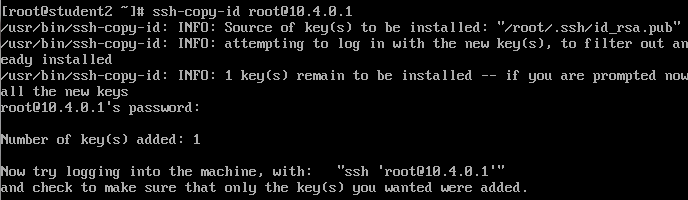 [root@student2 ~]# ssh-copy-id root@10.4.0.1
/usr/bin/ssh-copy-id: INFO: Source of key(s) to be installed: "/root/.ssh/id_rsa.pub"
/usr/bin/ssh-copy-id: INFO: attempting to log in with the new key(s), to filter out an
eady installed
/usr/bin/ssh-copy-id: INFO: 1 key(s) remain to be installed -- if you are prompted now
all the new keys
root@10.4.0.1's password:
Number of key(s) added: 1
Now try logging into the machine, with:   "ssh 'root@10.4.0.1'"
and check to make sure that only the key(s) you wanted were added.